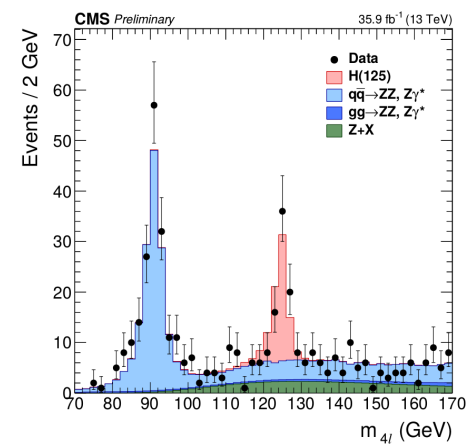 CMS Preliminary 35.9 fb⁻¹ (13 TeV)
Events / 2 GeV
70
60
50
40
30
20
10
0
Data
H(125)
qq̅→ZZ, Zγ*
gg→ZZ, Zγ*
Z+X
70 80 90 100 110 120 130 140 150 160 170
m4l (GeV)